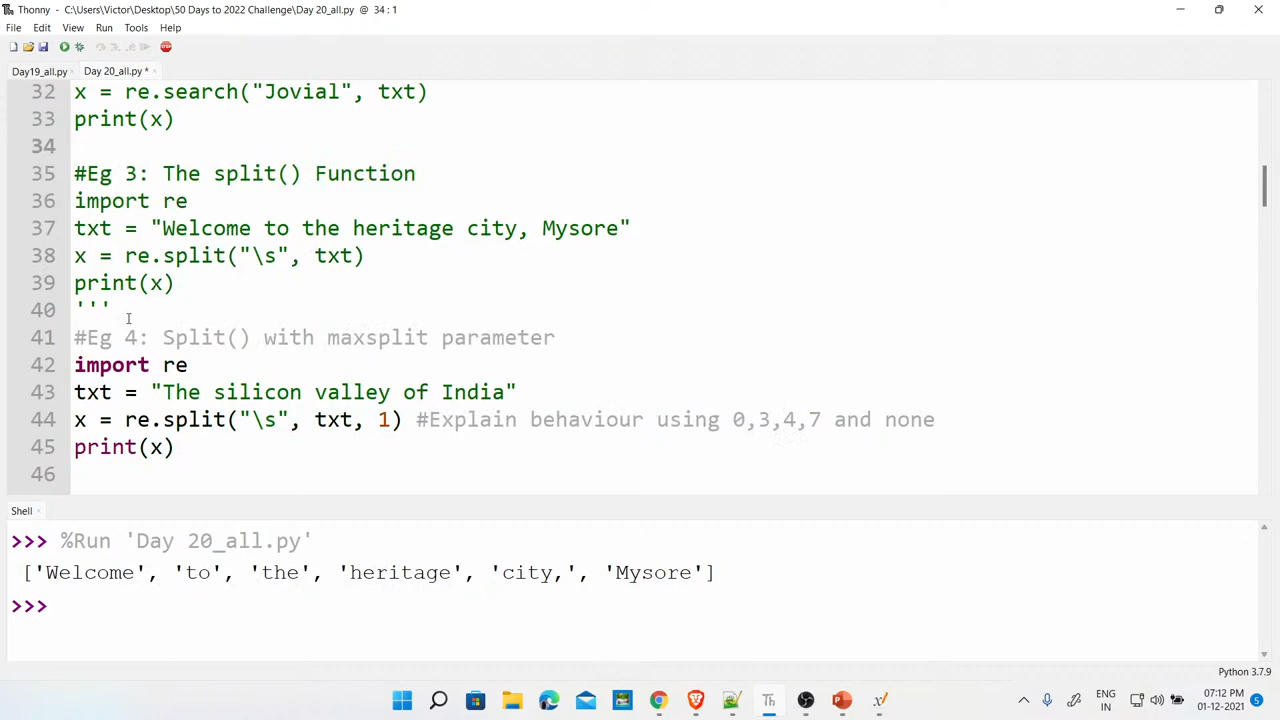 Thonny - C:\Users\Victor\Desktop\50 Days to 2022 Challenge\Day 20_all.py @ 34 : 1
File Edit View Run Tools Help
Day19_all.py × Day 20_all.py * ×
32 x = re.search("Jovial", txt)
33 print(x)
34
35 #Eg 3: The split() Function
36 import re
37 txt = "Welcome to the heritage city, Mysore"
38 x = re.split("\s", txt)
39 print(x)
40 '''
41 #Eg 4: Split() with maxsplit parameter
42 import re
43 txt = "The silicon valley of India"
44 x = re.split("\s", txt, 1) #Explain behaviour using 0,3,4,7 and none
45 print(x)
46
Shell ×
>>> %Run 'Day 20_all.py'
['Welcome', 'to', 'the', 'heritage', 'city,', 'Mysore']
>>>
Python 3.7.9
ENG
IN
07:12 PM
01-12-2021
5